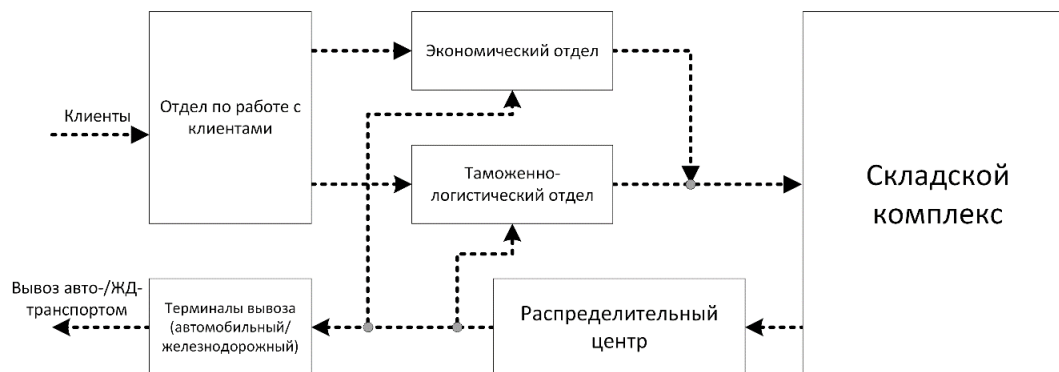 Экономический отдел
Клиенты
Отдел по работе с
клиентами
Таможенно-
логистический отдел
Складской
комплекс
Вывоз авто-/ЖД-
транспортом
Терминалы вывоза
(автомобильный/
железнодорожный)
Распределительный
центр